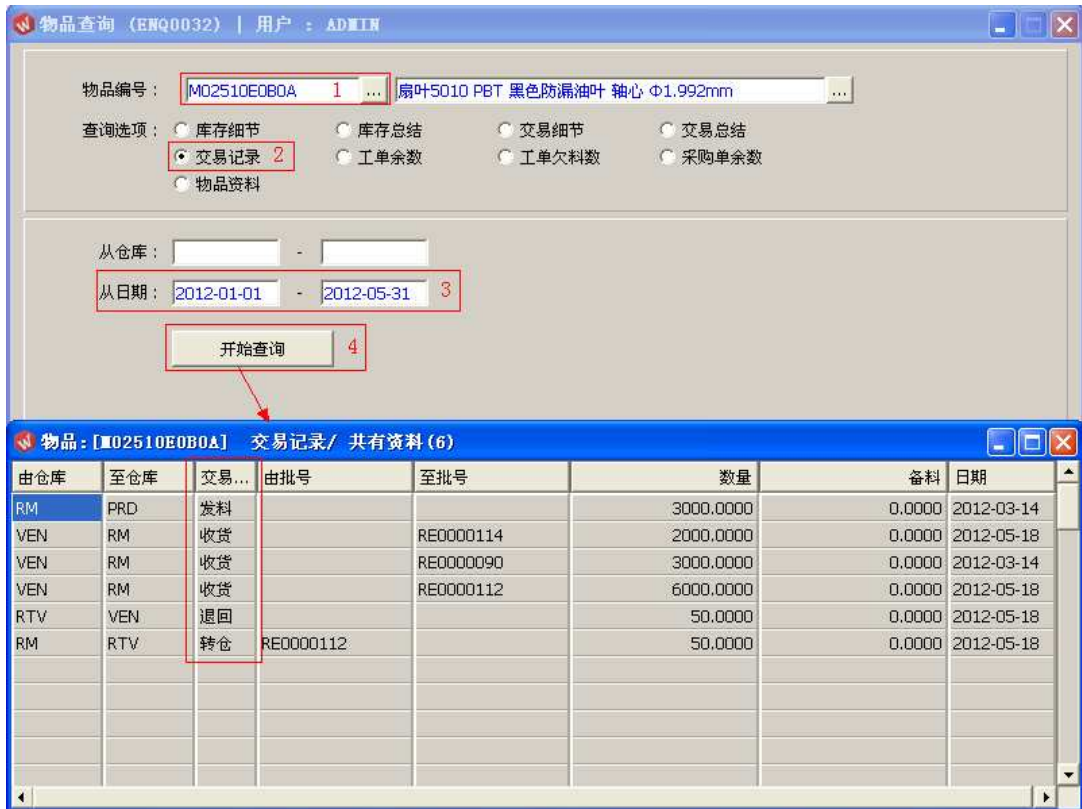 物品查询 (ENQ0032) | 用户 : ADMIN
物品编号： M02510E0B0A 1 ... 扇叶5010 PBT 黑色防漏油叶 轴心 Φ1.992mm ...
查询选项： 库存细节 库存总结 交易细节 交易总结
交易记录 2 工单余数 工单欠料数 采购单余数
物品资料
从仓库： -
从日期： 2012-01-01 - 2012-05-31 3
开始查询 4
物品:[M02510E0B0A] 交易记录/ 共有资料(6)
由仓库 至仓库 交易... 由批号 至批号 数量 备料 日期
RM PRD 发料 3000.0000 0.0000 2012-03-14
VEN RM 收货 RE0000114 2000.0000 0.0000 2012-05-18
VEN RM 收货 RE0000090 3000.0000 0.0000 2012-03-14
VEN RM 收货 RE0000112 6000.0000 0.0000 2012-05-18
RTV VEN 退回 50.0000 0.0000 2012-05-18
RM RTV 转仓 RE0000112 50.0000 0.0000 2012-05-18